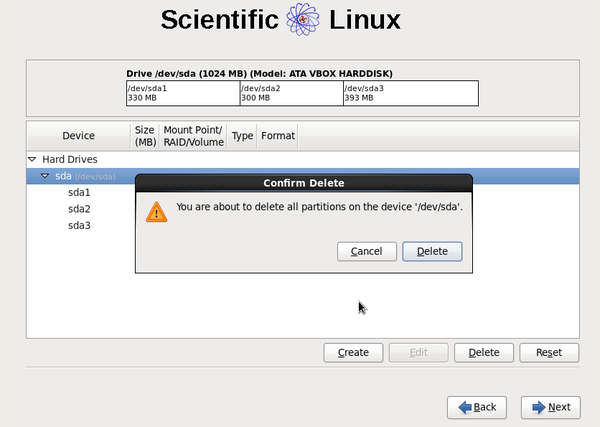 Scientific Linux
Drive /dev/sda (1024 MB) (Model: ATA VBOX HARDDISK)
/dev/sda1 /dev/sda2 /dev/sda3
330 MB 300 MB 393 MB
Device Size (MB) Mount Point/ RAID/Volume Type Format
Hard Drives
sda (/dev/sda)
Confirm Delete
sda1
You are about to delete all partitions on the device '/dev/sda'.
sda2
sda3
Cancel Delete
Create Edit Delete Reset
Back Next